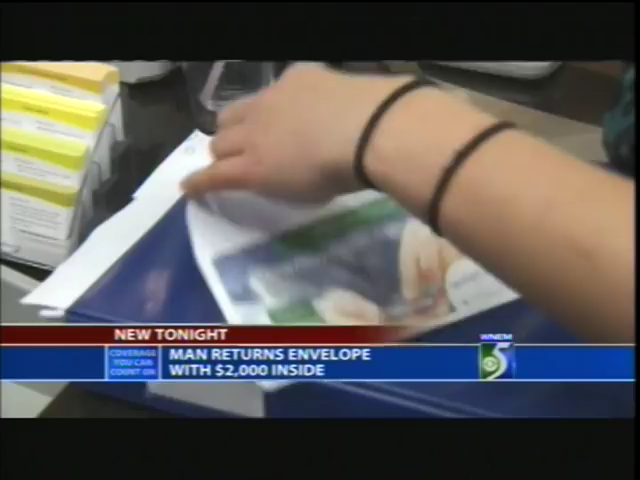 NEW TONIGHT
COVERAGE
YOU CAN
COUNT ON
MAN RETURNS ENVELOPE
WITH $2,000 INSIDE
WNEM
5